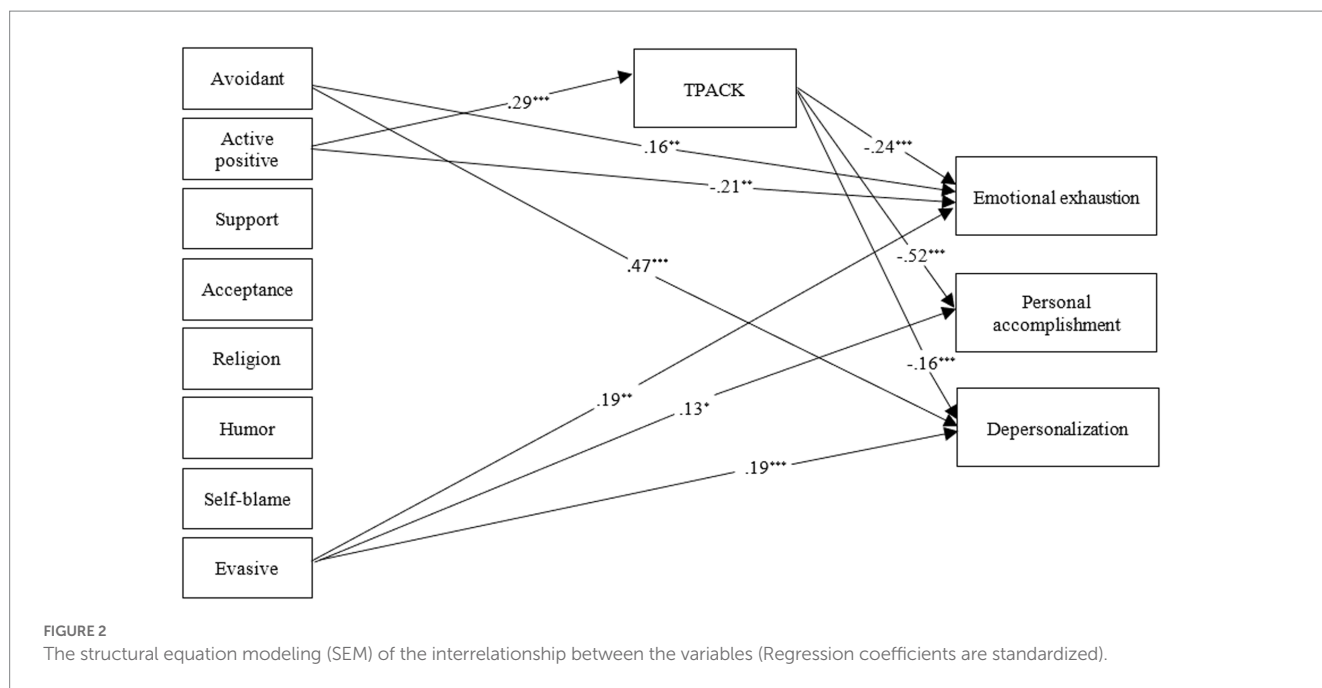 Avoidant
TPACK
.29***
Active
positive
.16**
-.24***
-.21**
Emotional exhaustion
Support
.47***
-.52***
Acceptance
Personal
accomplishment
Religion
-.16***
.19**
.13*
Humor
Depersonalization
.19***
Self-blame
Evasive
FIGURE 2
The structural equation modeling (SEM) of the interrelationship between the variables (Regression coefficients are standardized).